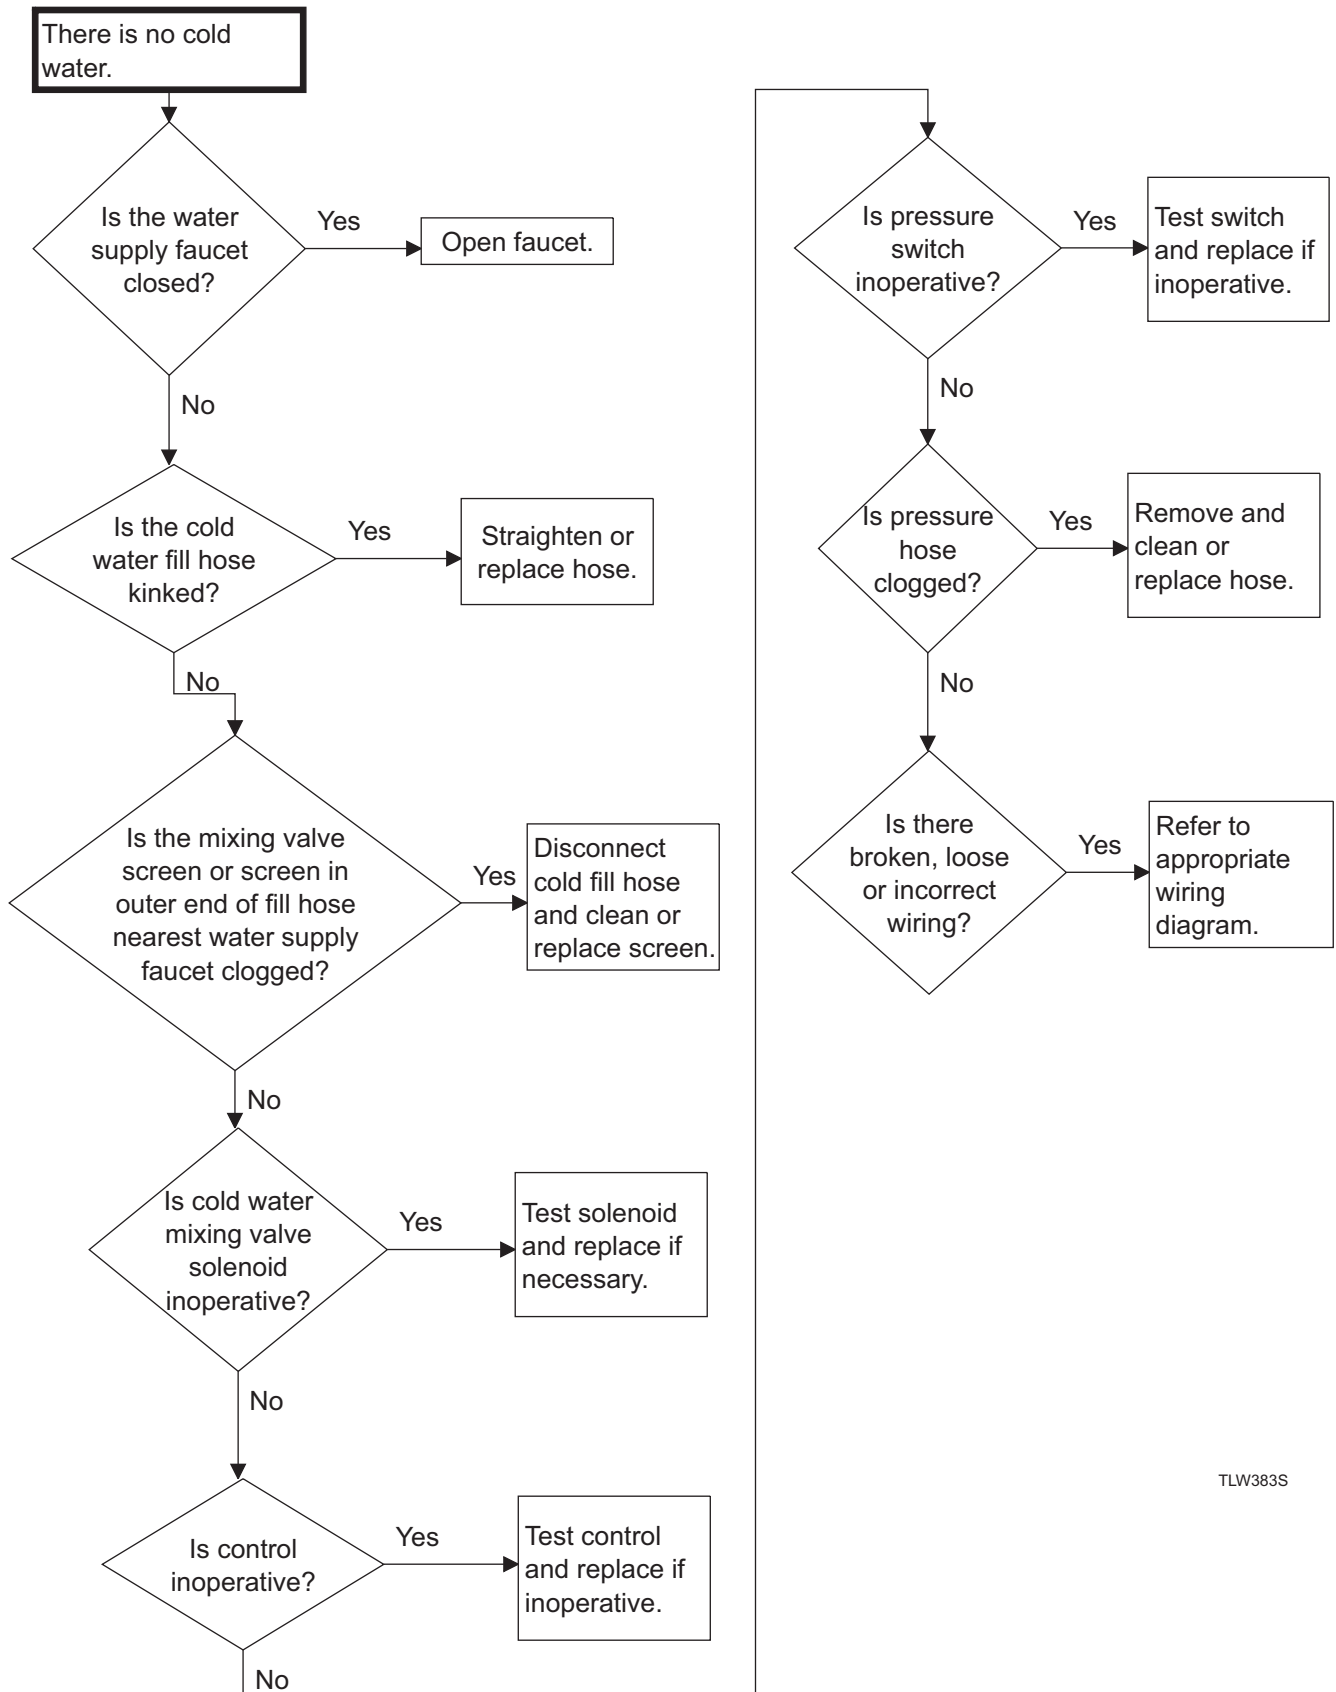 There is no cold
water.
Is the water
supply faucet
closed?
Yes
Open faucet.
No
Is the cold
water fill hose
kinked?
Yes
Straighten or
replace hose.
No
Is the mixing valve
screen or screen in
outer end of fill hose
nearest water supply
faucet clogged?
Yes
Disconnect
cold fill hose
and clean or
replace screen.
No
Is cold water
mixing valve
solenoid
inoperative?
Yes
Test solenoid
and replace if
necessary.
No
Is control
inoperative?
Yes
Test control
and replace if
inoperative.
No
Is pressure
switch
inoperative?
Yes
Test switch
and replace if
inoperative.
No
Is pressure
hose
clogged?
Yes
Remove and
clean or
replace hose.
No
Is there
broken, loose
or incorrect
wiring?
Yes
Refer to
appropriate
wiring
diagram.
TLW383S